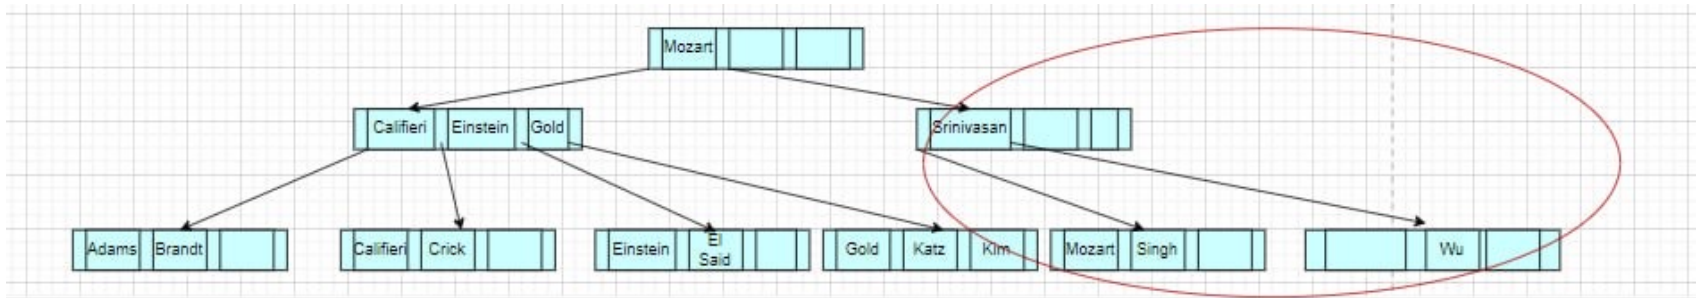 Mozart
Califieri Einstein Gold
Srinivasan
Adams Brandt
Califieri Crick
Einstein El
Said
Gold Katz Kim
Mozart Singh
Wu